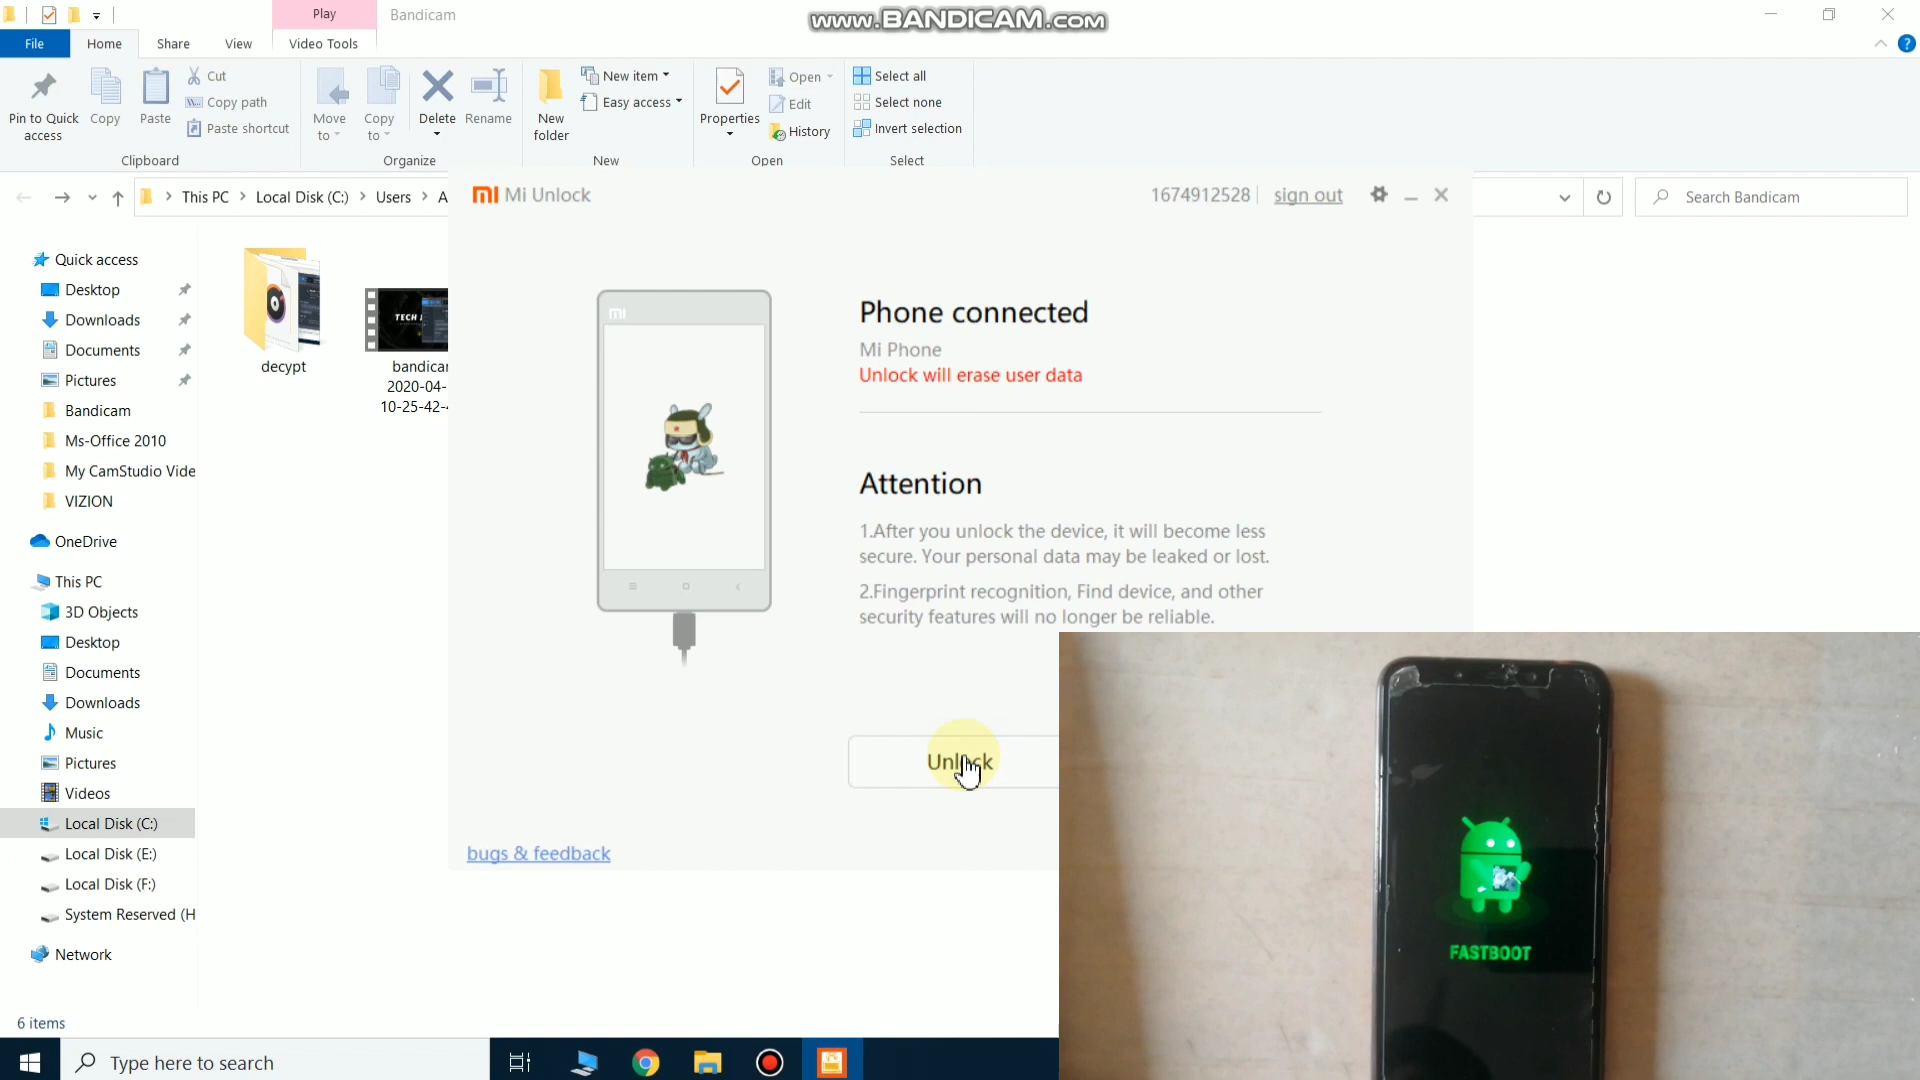 Play
Bandicam
www.BANDICAM.com
File
Home
Share
View
Video Tools
Pin to Quick access
Copy
Paste
Cut
Copy path
Paste shortcut
Clipboard
Move to
Copy to
Delete
Rename
Organize
New folder
New item
Easy access
New
Properties
Open
Edit
History
Open
Select all
Select none
Invert selection
Select
This PC
Local Disk (C:)
Users
A
Search Bandicam
Mi Unlock
1674912528
sign out
Quick access
Desktop
Downloads
Documents
Pictures
Bandicam
Ms-Office 2010
My CamStudio Vide
VIZION
OneDrive
This PC
3D Objects
Desktop
Documents
Downloads
Music
Pictures
Videos
Local Disk (C:)
Local Disk (E:)
Local Disk (F:)
System Reserved (H
Network
decypt
TECH
bandicar
2020-04-
10-25-42-
mi
Phone connected
Mi Phone
Unlock will erase user data
Attention
1.After you unlock the device, it will become less
secure. Your personal data may be leaked or lost.
2.Fingerprint recognition, Find device, and other
security features will no longer be reliable.
Unlock
bugs & feedback
FASTBOOT
6 items
Type here to search